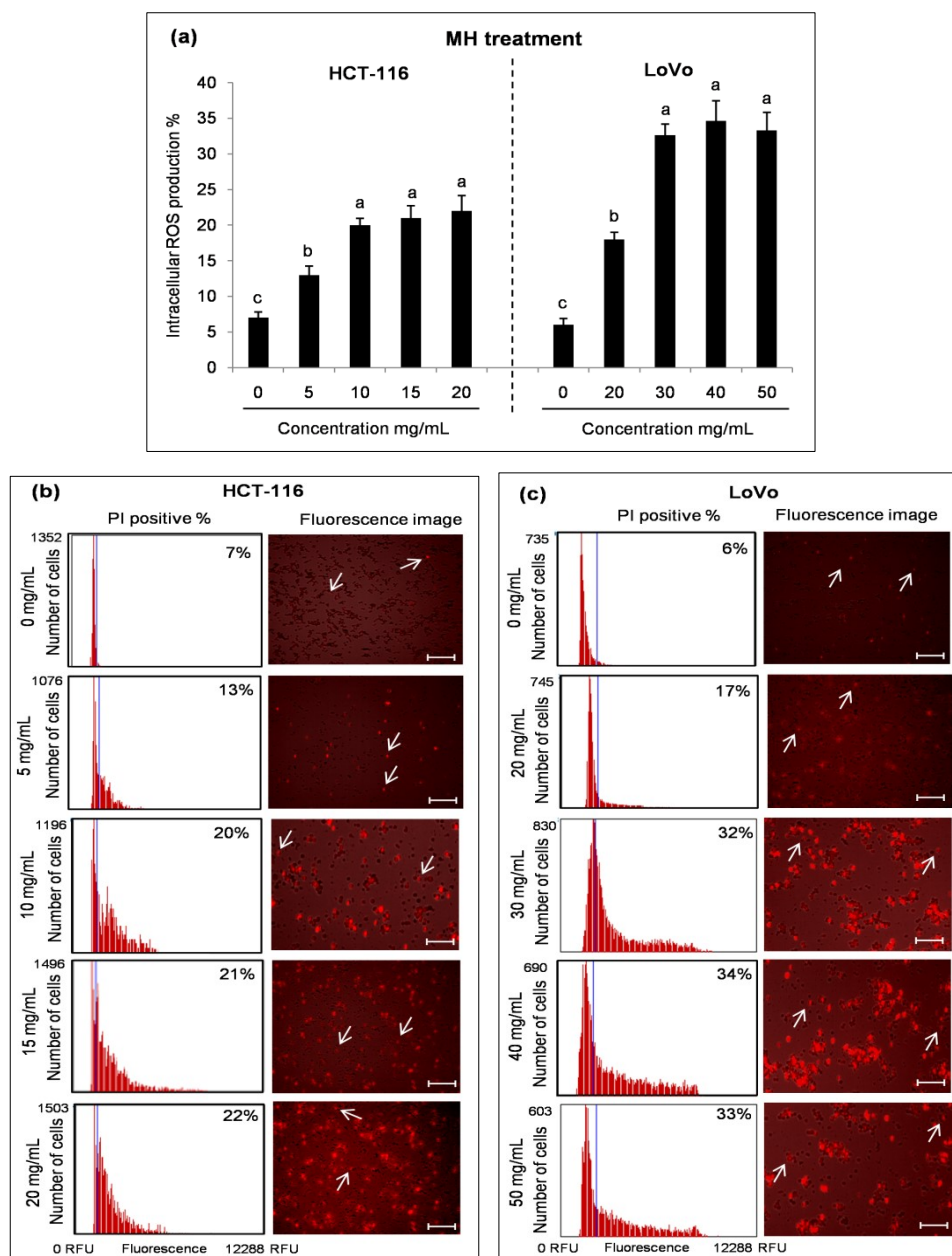 (a)
MH treatment
HCT-116
LoVo
Intracellular ROS production %
40
35
30
25
20
15
10
5
0
c
b
a
a
a
c
b
a
a
a
0 5 10 15 20
0 20 30 40 50
Concentration mg/mL
Concentration mg/mL
(b)
HCT-116
PI positive %
Fluorescence image
0 mg/mL
Number of cells
1352
7%
5 mg/mL
Number of cells
1076
13%
10 mg/mL
Number of cells
1196
20%
15 mg/mL
Number of cells
1496
21%
20 mg/mL
Number of cells
1503
22%
0 RFU Fluorescence 12288 RFU
(c)
LoVo
PI positive %
Fluorescence image
0 mg/mL
Number of cells
735
6%
20 mg/mL
Number of cells
745
17%
30 mg/mL
Number of cells
830
32%
40 mg/mL
Number of cells
690
34%
50 mg/mL
Number of cells
603
33%
0 RFU Fluorescence 12288 RFU